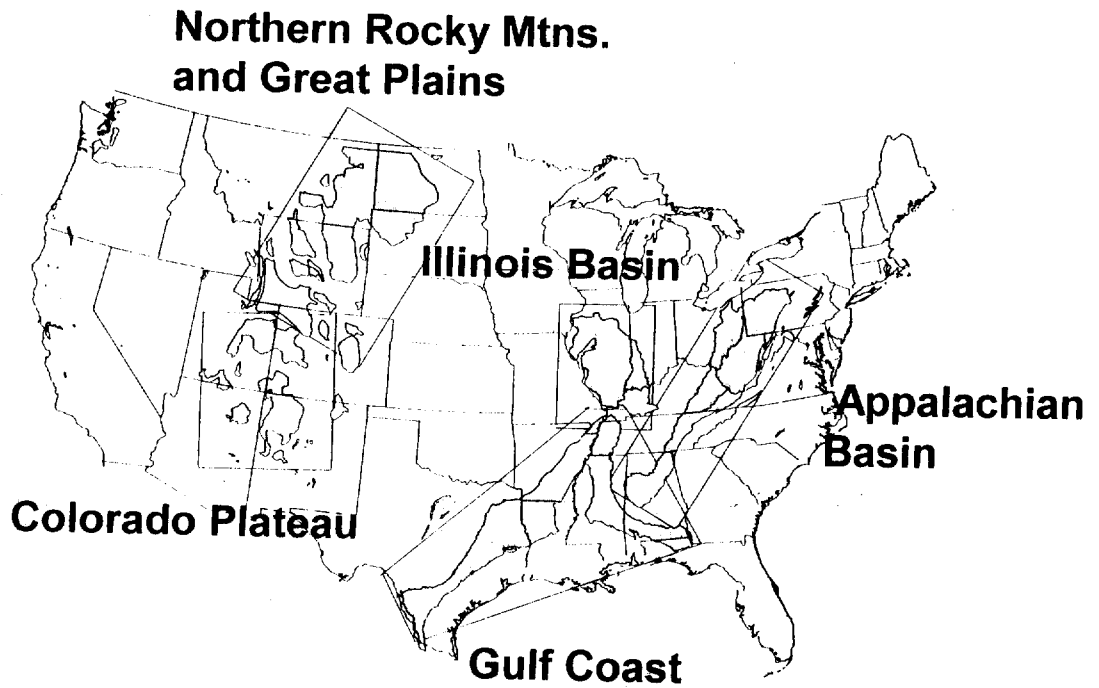 Northern Rocky Mtns.
and Great Plains
Illinois Basin
Appalachian
Basin
Colorado Plateau
Gulf Coast